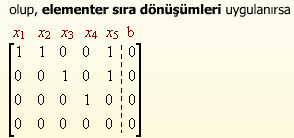 olup, elementer sıra dönüşümleri uygulanırsa
x1 x2 x3 x4 x5 b
1 1 0 0 1 0
0 0 1 0 1 0
0 0 0 1 0 0
0 0 0 0 0 0